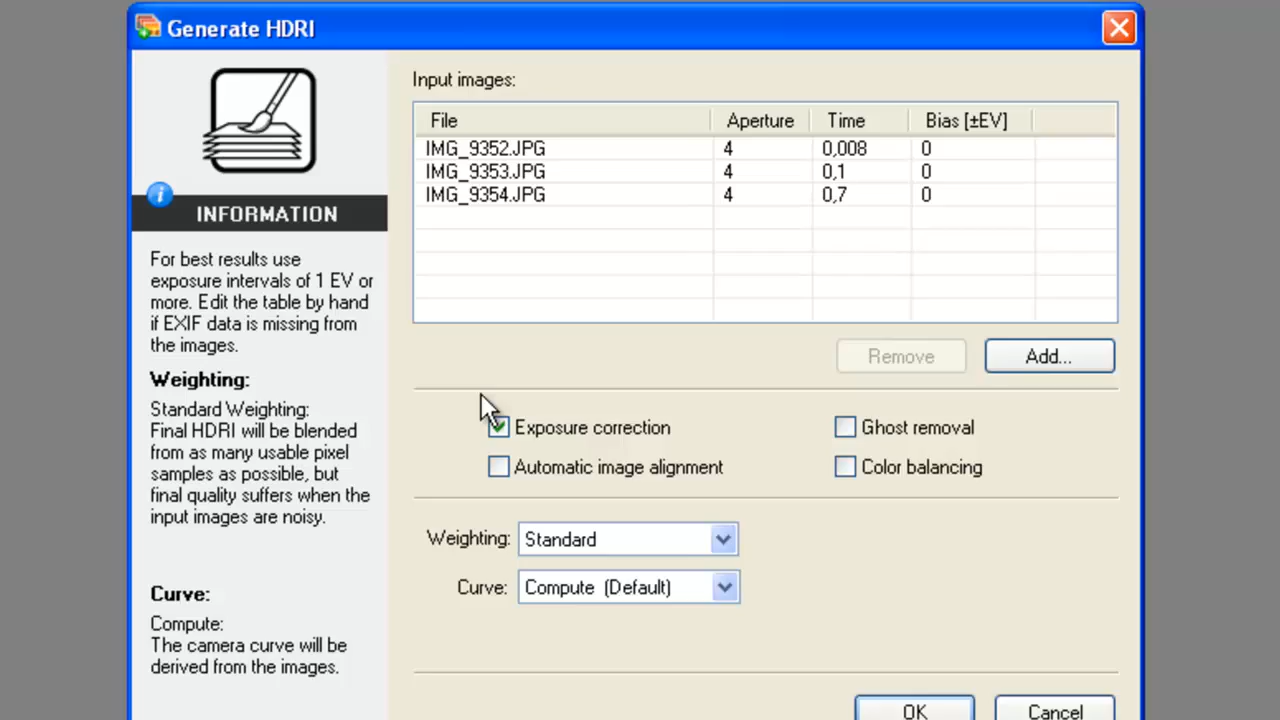 Generate HDRI
INFORMATION
For best results use
exposure intervals of 1 EV or
more. Edit the table by hand
if EXIF data is missing from
the images.
Weighting:
Standard Weighting:
Final HDRI will be blended
from as many usable pixel
samples as possible, but
final quality suffers when the
input images are noisy.
Curve:
Compute:
The camera curve will be
derived from the images.
Input images:
File Aperture Time Bias [±EV]
IMG_9352.JPG 4 0,008 0
IMG_9353.JPG 4 0,1 0
IMG_9354.JPG 4 0,7 0
Remove Add...
Exposure correction Ghost removal
Automatic image alignment Color balancing
Weighting: Standard
Curve: Compute (Default)
OK Cancel